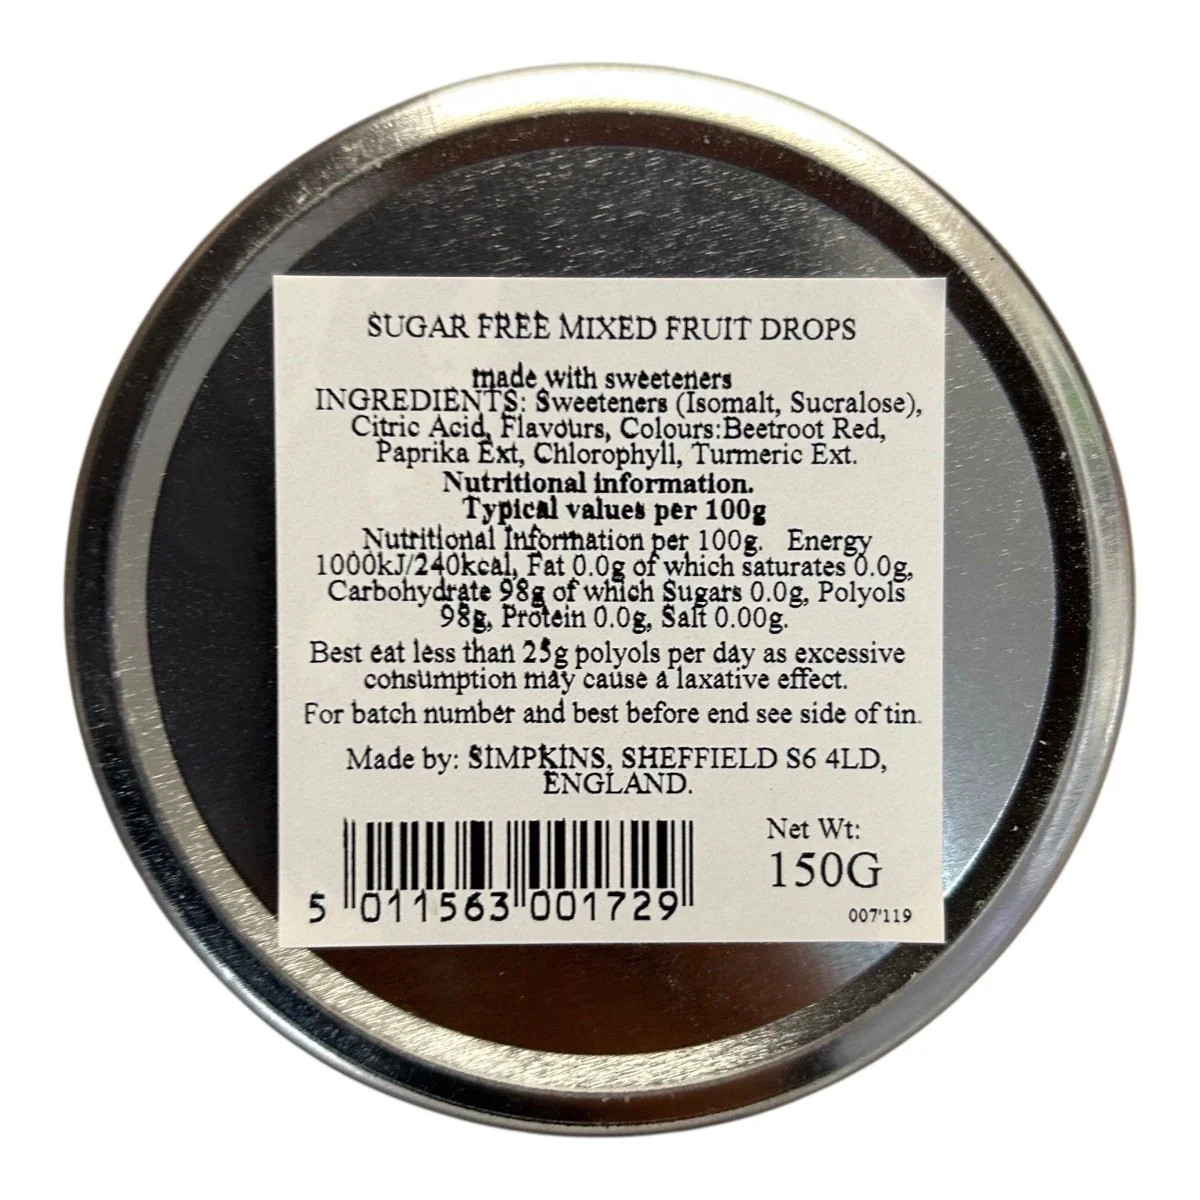 SUGAR FREE MIXED FRUIT DROPS
made with sweeteners
INGREDIENTS: Sweeteners (Isomalt, Sucralose),
Citric Acid, Flavours, Colours:Beetroot Red,
Paprika Ext, Chlorophyll, Turmeric Ext.
Nutritional information.
Typical values per 100g
Nutritional Information per 100g. Energy
1000kJ/240kcal, Fat 0.0g of which saturates 0.0g,
Carbohydrate 98g of which Sugars 0.0g, Polyols
98g, Protein 0.0g, Salt 0.00g.
Best eat less than 25g polyols per day as excessive
consumption may cause a laxative effect.
For batch number and best before end see side of tin.
Made by: SIMPKINS, SHEFFIELD S6 4LD,
ENGLAND.
Net Wt:
150G
5 011563 001729
007'119